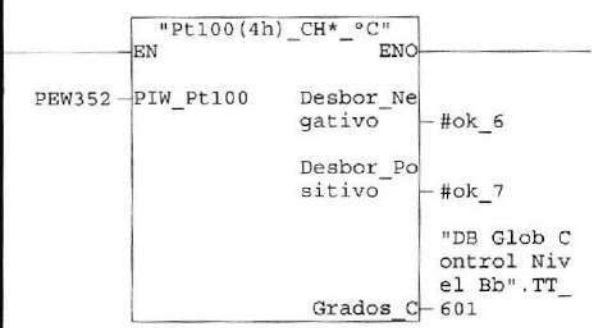 "Pt100(4h)_CH*_°C"
EN ENO
PEW352 PIW_Pt100 Desbor_Ne
gativo #ok_6
Desbor_Po
sitivo #ok_7
"DB Glob C
ontrol Niv
el Bb".TT_
Grados_C 601